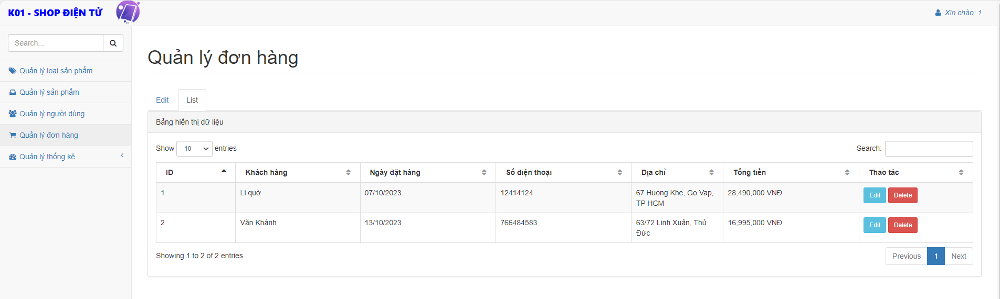 K01 - SHOP ĐIỆN TỬ
Xin chào: 1
Search...
Quản lý loại sản phẩm
Quản lý sản phẩm
Quản lý người dùng
Quản lý đơn hàng
Quản lý thống kê
Quản lý đơn hàng
Edit List
Bảng hiển thị dữ liệu
Show 10 entries Search:
ID Khách hàng Ngày đặt hàng Số điện thoại Địa chỉ Tổng tiền Thao tác
1 Li quờ 07/10/2023 12414124 67 Huong Khe, Go Vap, 28,490,000 VNĐ Edit Delete
TP HCM
2 Văn Khánh 13/10/2023 766484583 63/72 Linh Xuân, Thủ 16,995,000 VNĐ Edit Delete
Đức
Showing 1 to 2 of 2 entries Previous 1 Next